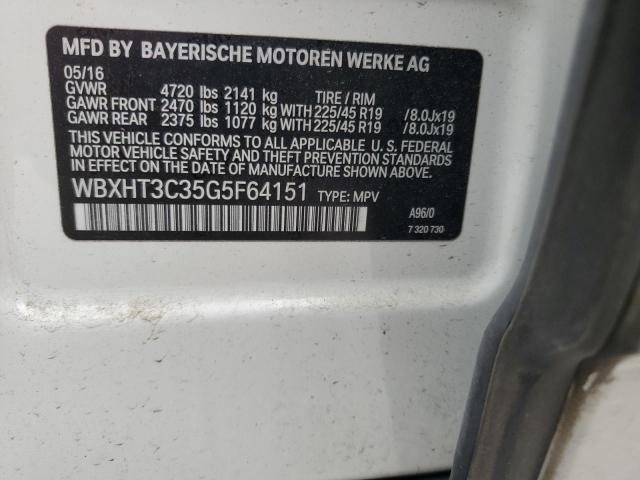 MFD BY BAYERISCHE MOTOREN WERKE AG
05/16
GVWR 4720 lbs 2141 kg TIRE / RIM
GAWR FRONT 2470 lbs 1120 kg WITH 225/45 R19 /8.0Jx19
GAWR REAR 2375 lbs 1077 kg WITH 225/45 R19 /8.0Jx19
THIS VEHICLE CONFORMS TO ALL APPLICABLE U. S. FEDERAL
MOTOR VEHICLE SAFETY AND THEFT PREVENTION STANDARDS
IN EFFECT ON THE DATE OF MANUFACTURE SHOWN ABOVE.
WBXHT3C35G5F64151 TYPE: MPV
A96/0
7 320 730